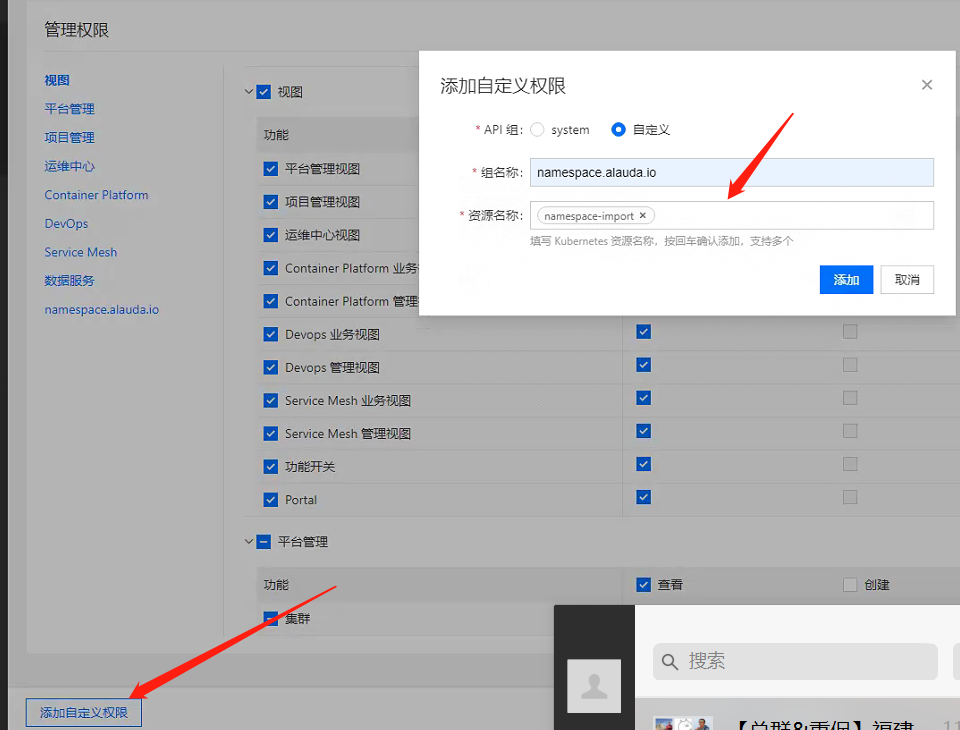 管理权限
视图
平台管理
项目管理
运维中心
Container Platform
DevOps
Service Mesh
数据服务
namespace.alauda.io
视图
功能
平台管理视图
项目管理视图
运维中心视图
Container Platform 业务
Container Platform 管理
Devops 业务视图
Devops 管理视图
Service Mesh 业务视图
Service Mesh 管理视图
功能开关
Portal
平台管理
功能 查看 创建
集群
添加自定义权限
添加自定义权限
* API 组: system 自定义
* 组名称: namespace.alauda.io
* 资源名称: namespace-import ×
填写 Kubernetes 资源名称，按回车确认添加，支持多个
添加 取消
搜索